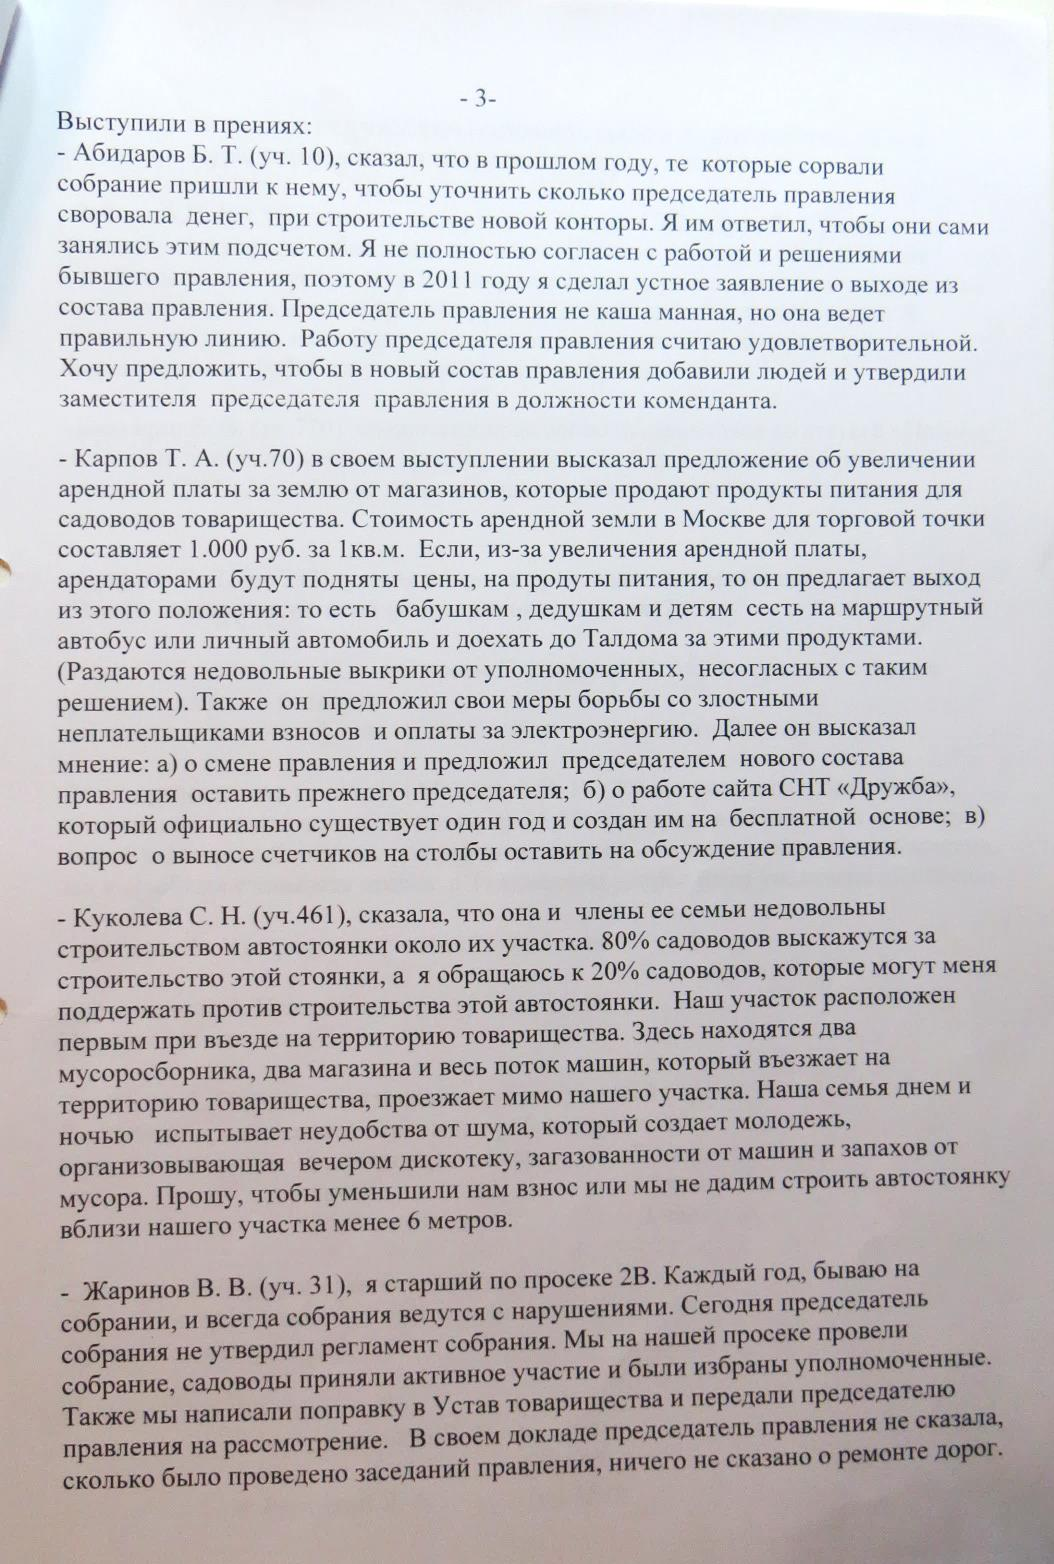 - 3-
Выступили в прениях:
- Абидаров Б. Т. (уч. 10), сказал, что в прошлом году, те которые сорвали
собрание пришли к нему, чтобы уточнить сколько председатель правления
своровала денег, при строительстве новой конторы. Я им ответил, чтобы они сами
занялись этим подсчетом. Я не полностью согласен с работой и решениями
бывшего правления, поэтому в 2011 году я сделал устное заявление о выходе из
состава правления. Председатель правления не каша манная, но она ведет
правильную линию. Работу председателя правления считаю удовлетворительной.
Хочу предложить, чтобы в новый состав правления добавили людей и утвердили
заместителя председателя правления в должности коменданта.
- Карпов Т. А. (уч.70) в своем выступлении высказал предложение об увеличении
арендной платы за землю от магазинов, которые продают продукты питания для
садоводов товарищества. Стоимость арендной земли в Москве для торговой точки
составляет 1.000 руб. за 1кв.м. Если, из-за увеличения арендной платы,
арендаторами будут подняты цены, на продуты питания, то он предлагает выход
из этого положения: то есть бабушкам , дедушкам и детям сесть на маршрутный
автобус или личный автомобиль и доехать до Талдома за этими продуктами.
(Раздаются недовольные выкрики от уполномоченных, несогласных с таким
решением). Также он предложил свои меры борьбы со злостными
неплательщиками взносов и оплаты за электроэнергию. Далее он высказал
мнение: а) о смене правления и предложил председателем нового состава
правления оставить прежнего председателя; б) о работе сайта СНТ «Дружба»,
который официально существует один год и создан им на бесплатной основе; в)
вопрос о выносе счетчиков на столбы оставить на обсуждение правления.
- Куколева С. Н. (уч.461), сказала, что она и члены ее семьи недовольны
строительством автостоянки около их участка. 80% садоводов выскажутся за
строительство этой стоянки, а я обращаюсь к 20% садоводов, которые могут меня
поддержать против строительства этой автостоянки. Наш участок расположен
первым при въезде на территорию товарищества. Здесь находятся два
мусоросборника, два магазина и весь поток машин, который въезжает на
территорию товарищества, проезжает мимо нашего участка. Наша семья днем и
ночью испытывает неудобства от шума, который создает молодежь,
организовывающая вечером дискотеку, загазованности от машин и запахов от
мусора. Прошу, чтобы уменьшили нам взнос или мы не дадим строить автостоянку
вблизи нашего участка менее 6 метров.
- Жаринов В. В. (уч. 31), я старший по просеке 2В. Каждый год, бываю на
собрании, и всегда собрания ведутся с нарушениями. Сегодня председатель
собрания не утвердил регламент собрания. Мы на нашей просеке провели
собрание, садоводы приняли активное участие и были избраны уполномоченные.
Также мы написали поправку в Устав товарищества и передали председателю
правления на рассмотрение. В своем докладе председатель правления не сказала,
сколько было проведено заседаний правления, ничего не сказано о ремонте дорог.